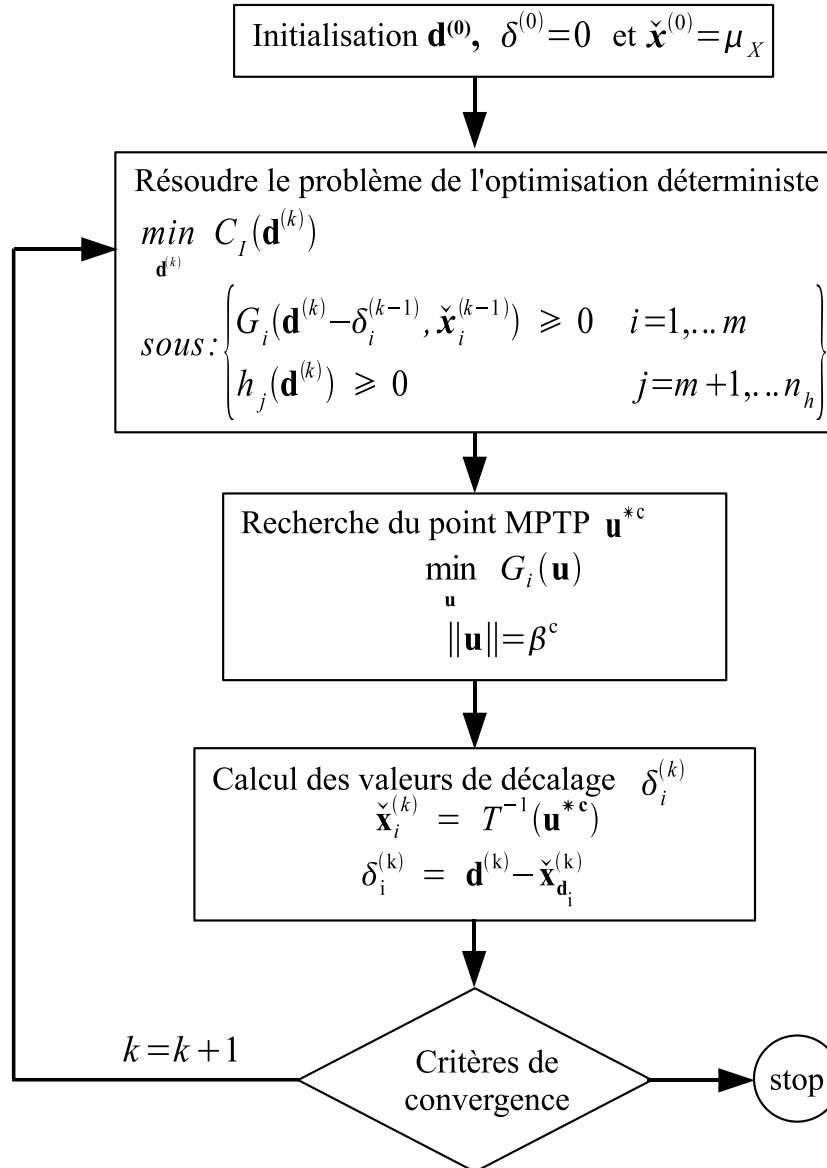 Initialisation d⁽⁰⁾, δ⁽⁰⁾=0 et x̌⁽⁰⁾=μ_X
Résoudre le problème de l'optimisation déterministe
min C_I(d⁽ᵏ⁾)
d⁽ᵏ⁾
sous: { G_i(d⁽ᵏ⁾−δ_i⁽ᵏ⁻¹⁾, x̌_i⁽ᵏ⁻¹⁾) ⩾ 0 i=1,... m
h_j(d⁽ᵏ⁾) ⩾ 0 j=m+1,... n_h }
Recherche du point MPTP u*ᶜ
min G_i(u)
u
||u||=βᶜ
Calcul des valeurs de décalage δ_i⁽ᵏ⁾
x̌_i⁽ᵏ⁾ = T⁻¹(u*ᶜ)
δ_i⁽ᵏ⁾ = d⁽ᵏ⁾−x̌_{d_i}⁽ᵏ⁾
k=k+1
Critères de
convergence
stop